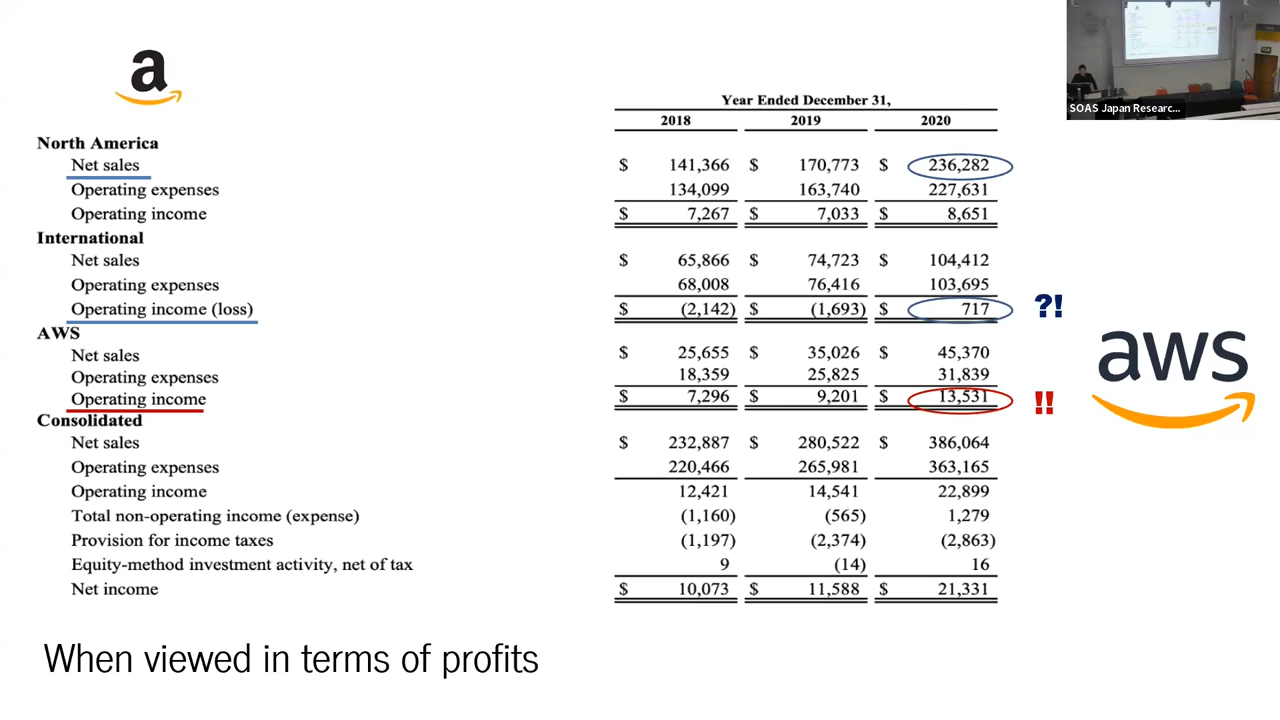 a
SOAS Japan Researc...
Year Ended December 31,
2018 2019 2020
North America
Net sales $ 141,366 $ 170,773 $ 236,282
Operating expenses 134,099 163,740 227,631
Operating income $ 7,267 $ 7,033 $ 8,651
International
Net sales $ 65,866 $ 74,723 $ 104,412
Operating expenses 68,008 76,416 103,695
Operating income (loss) $ (2,142) $ (1,693) $ 717 ?!
AWS
Net sales $ 25,655 $ 35,026 $ 45,370
Operating expenses 18,359 25,825 31,839
Operating income $ 7,296 $ 9,201 $ 13,531 !!
aws
Consolidated
Net sales $ 232,887 $ 280,522 $ 386,064
Operating expenses 220,466 265,981 363,165
Operating income 12,421 14,541 22,899
Total non-operating income (expense) (1,160) (565) 1,279
Provision for income taxes (1,197) (2,374) (2,863)
Equity-method investment activity, net of tax 9 (14) 16
Net income $ 10,073 $ 11,588 $ 21,331
When viewed in terms of profits